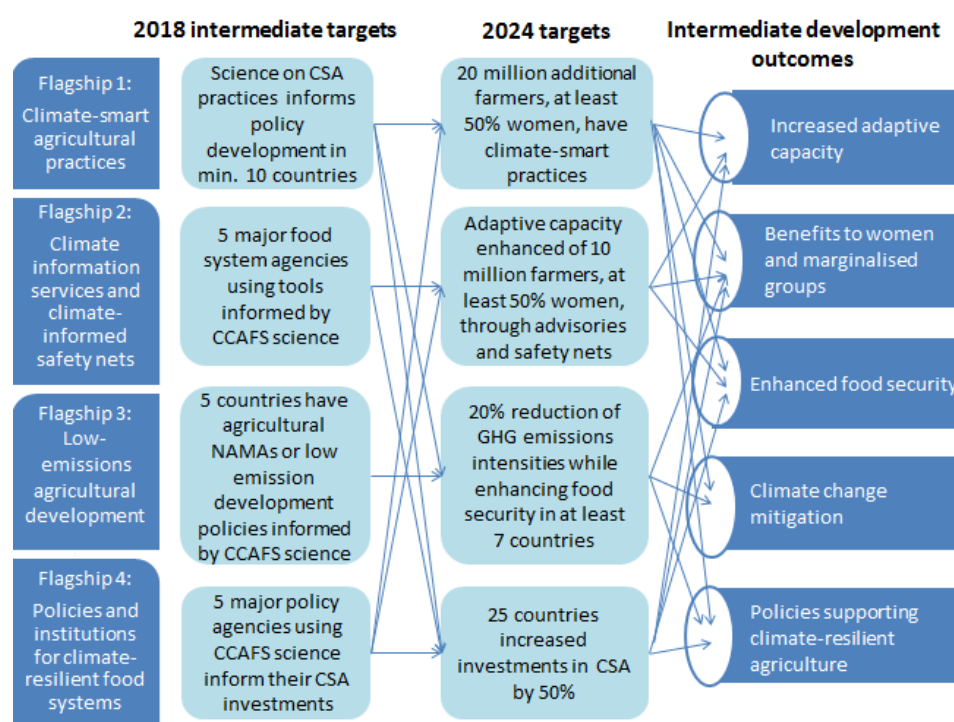 2018 intermediate targets
2024 targets
Intermediate development
outcomes
Flagship 1:
Climate-smart
agricultural
practices
Science on CSA
practices informs
policy
development in
min. 10 countries
20 million additional
farmers, at least
50% women, have
climate-smart
practices
Increased adaptive
capacity
Flagship 2:
Climate
information
services and
climate-
informed
safety nets
5 major food
system agencies
using tools
informed by
CCAFS science
Adaptive capacity
enhanced of 10
million farmers, at
least 50% women,
through advisories
and safety nets
Benefits to women
and marginalised
groups
Enhanced food security
Flagship 3:
Low-
emissions
agricultural
development
5 countries have
agricultural
NAMAs or low
emission
development
policies informed
by CCAFS science
20% reduction of
GHG emissions
intensities while
enhancing food
security in at least
7 countries
Climate change
mitigation
Flagship 4:
Policies and
institutions
for climate-
resilient food
systems
5 major policy
agencies using
CCAFS science
inform their CSA
investments
25 countries
increased
investments in CSA
by 50%
Policies supporting
climate-resilient
agriculture